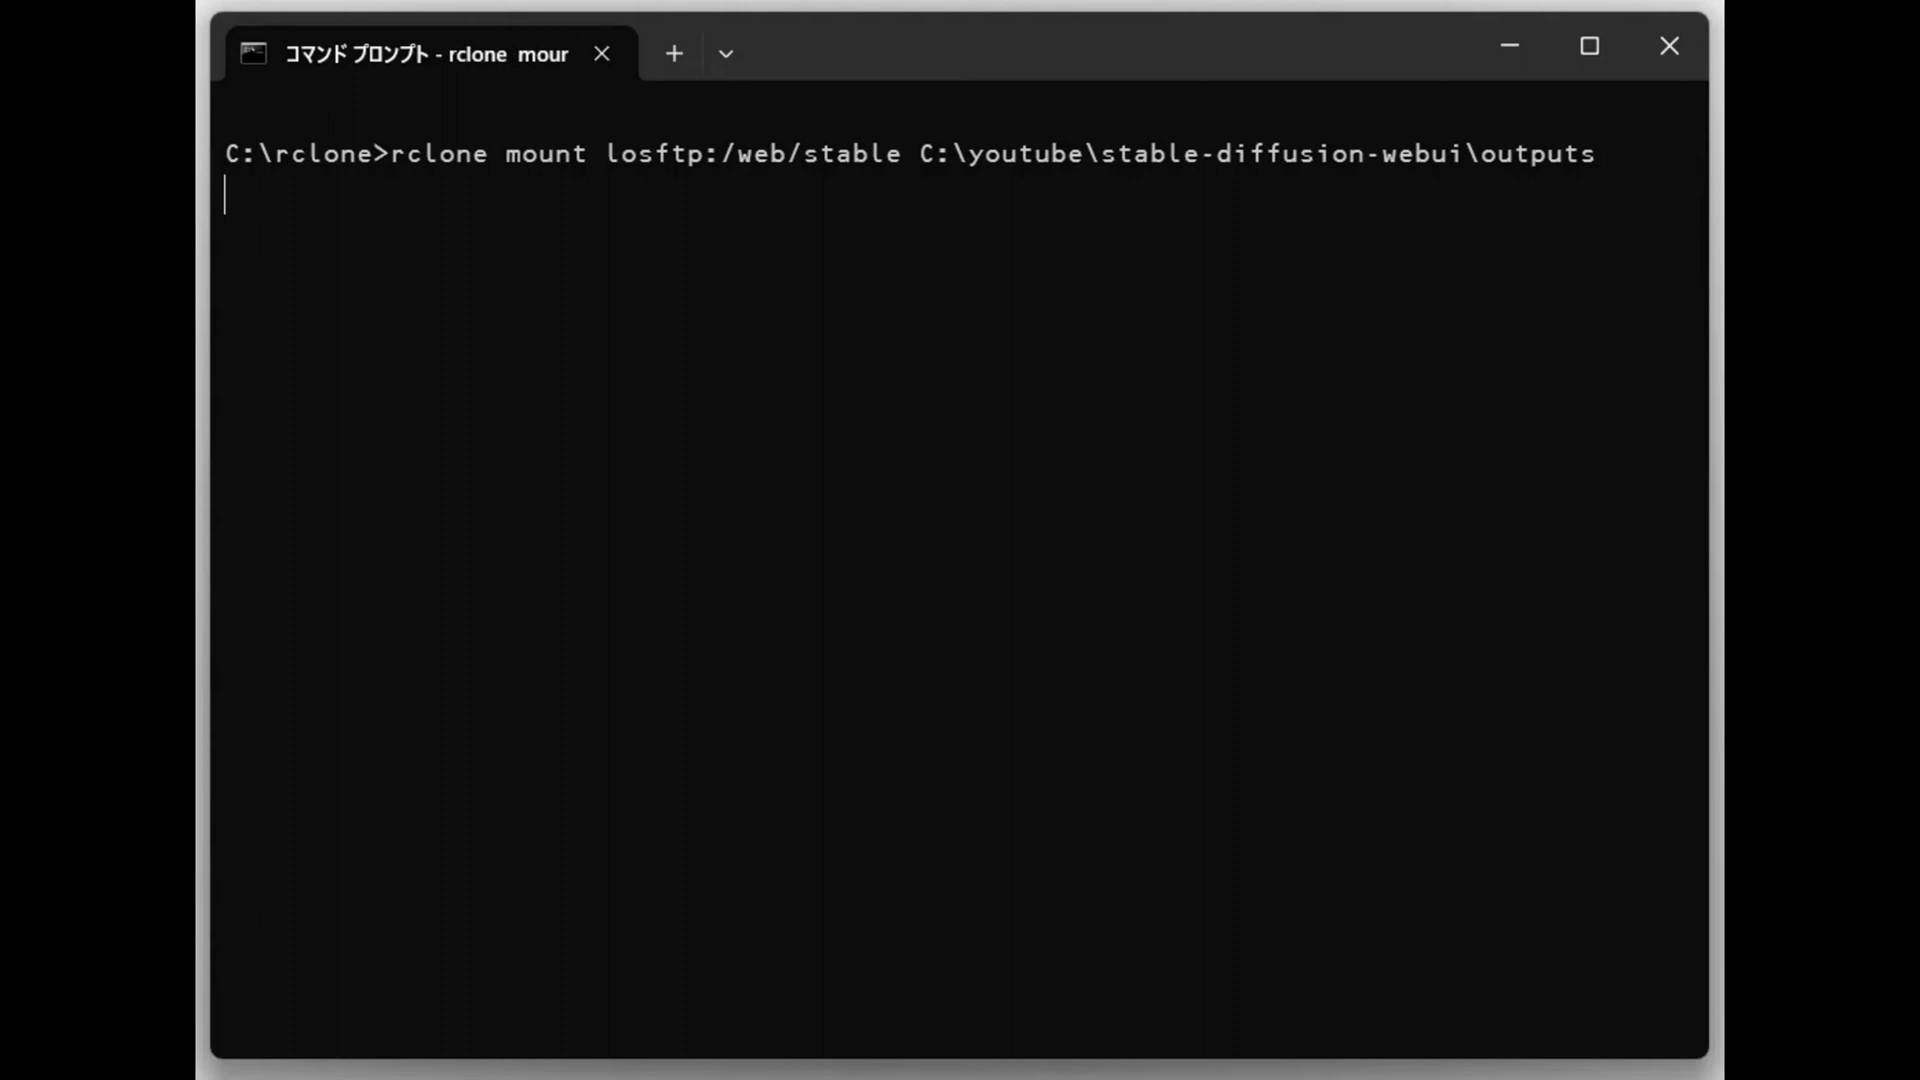 コマンド プロンプト - rclone  mour
C:\rclone>rclone mount losftp:/web/stable C:\youtube\stable-diffusion-webui\outputs